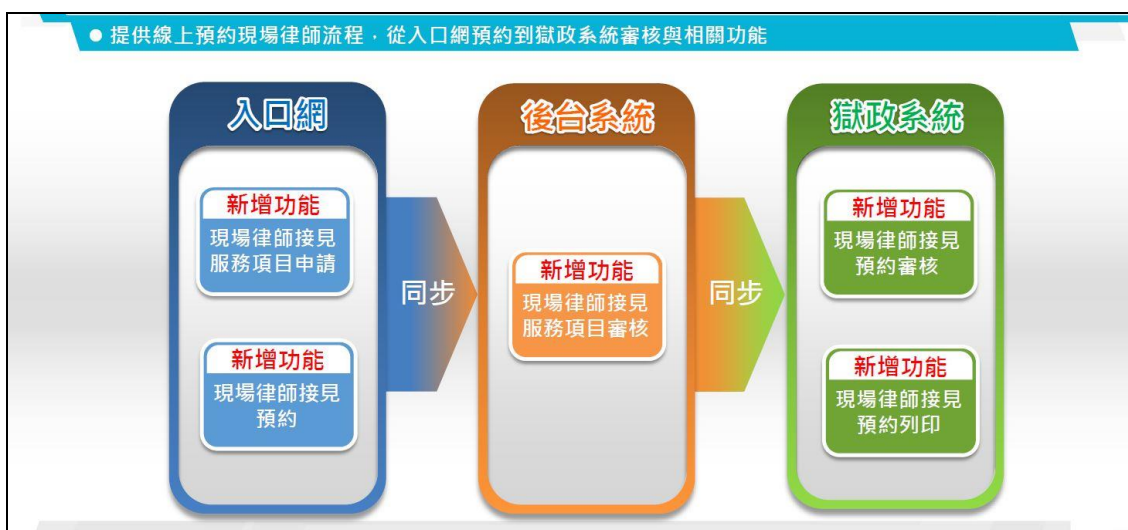 ● 提供線上預約現場律師流程，從入口網預約到獄政系統審核與相關功能
入口網
新增功能
現場律師接見
服務項目申請
新增功能
現場律師接見
預約
同步
後台系統
新增功能
現場律師接見
服務項目審核
同步
獄政系統
新增功能
現場律師接見
預約審核
新增功能
現場律師接見
預約列印